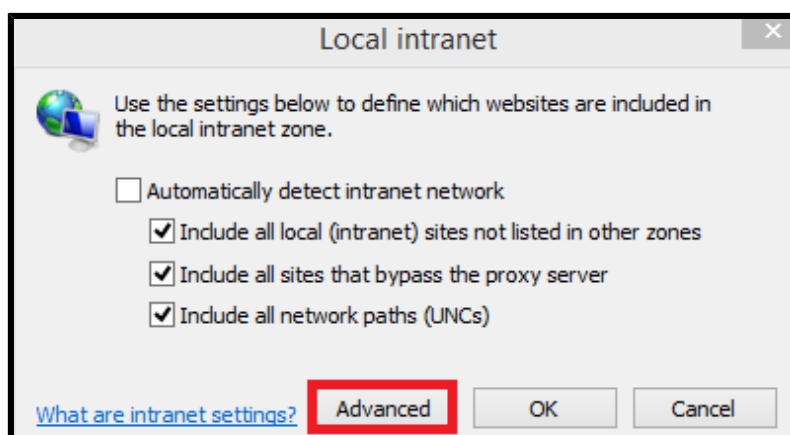 Local intranet
Use the settings below to define which websites are included in
the local intranet zone.
Automatically detect intranet network
Include all local (intranet) sites not listed in other zones
Include all sites that bypass the proxy server
Include all network paths (UNCs)
What are intranet settings? Advanced OK Cancel